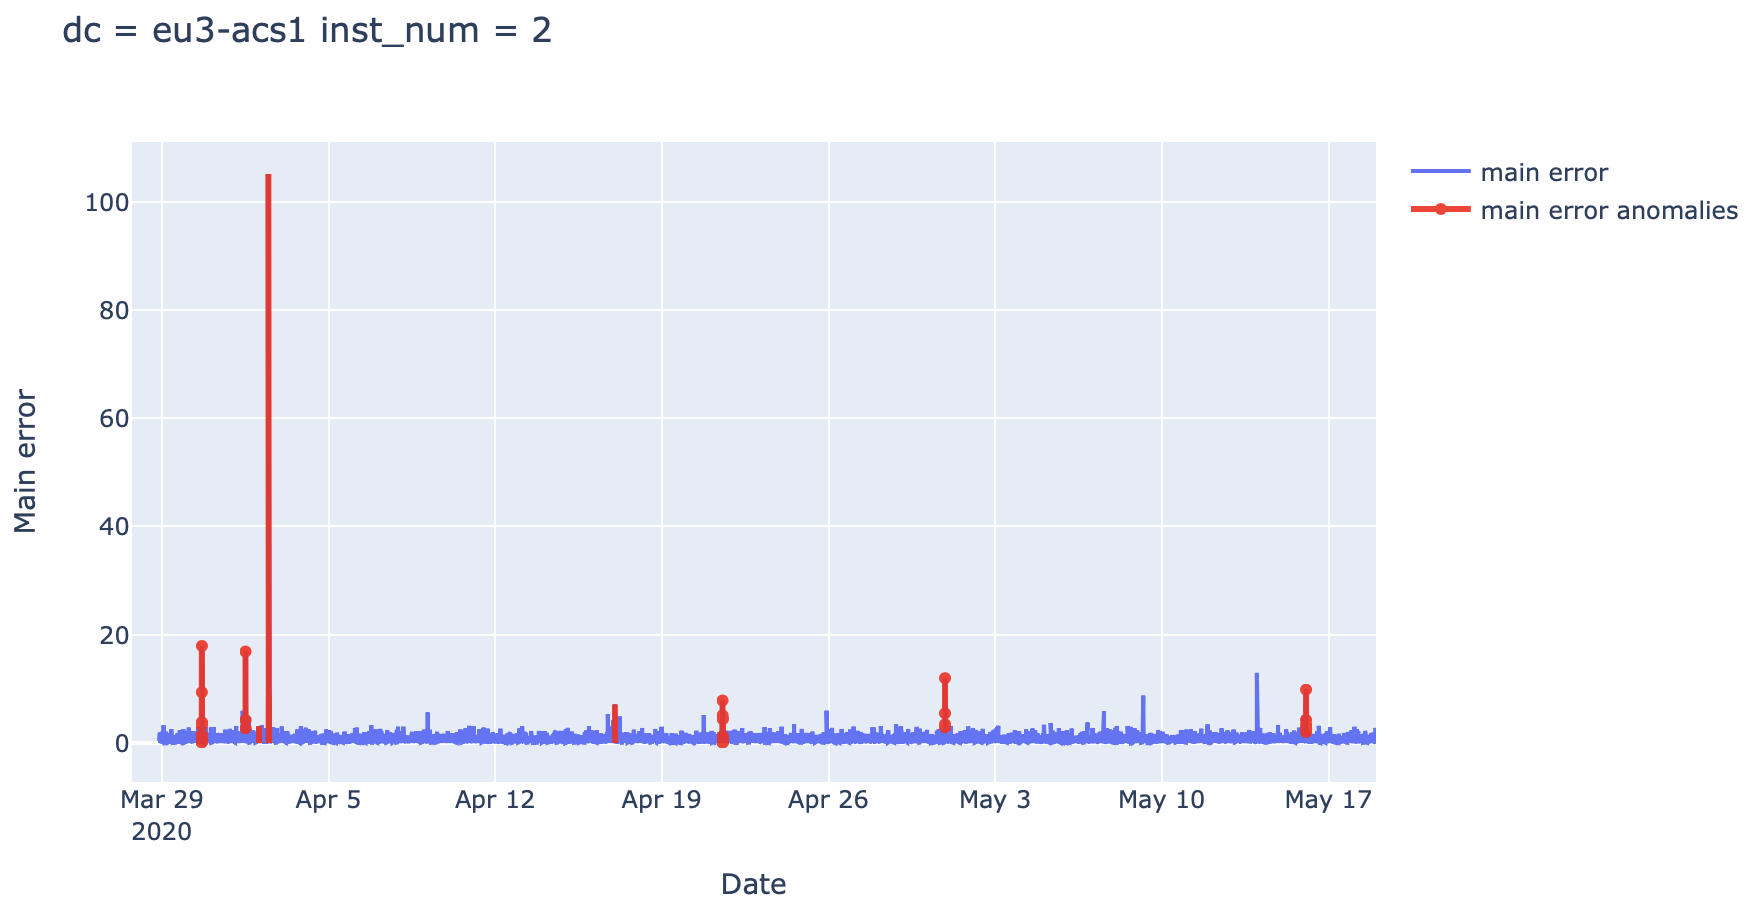 dc = eu3-acs1 inst_num = 2
main error
main error anomalies
Main error
100
80
60
40
20
0
Mar 29
2020
Apr 5
Apr 12
Apr 19
Apr 26
May 3
May 10
May 17
Date